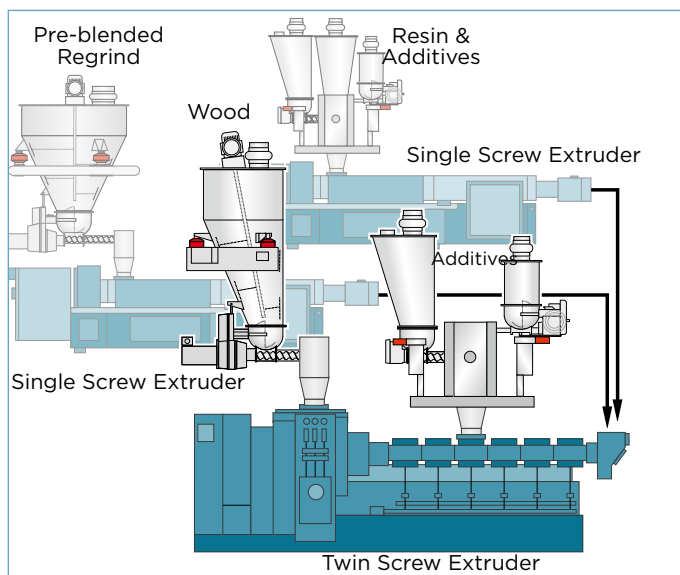 Pre-blended
Regrind
Resin &
Additives
Wood
Single Screw Extruder
Additives
Single Screw Extruder
Twin Screw Extruder